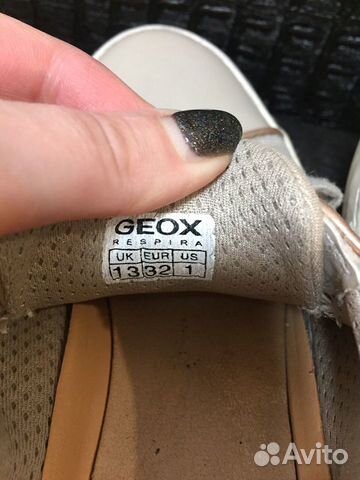 GEOX
RESPIRA
UK EUR US
13 32 1
Avito